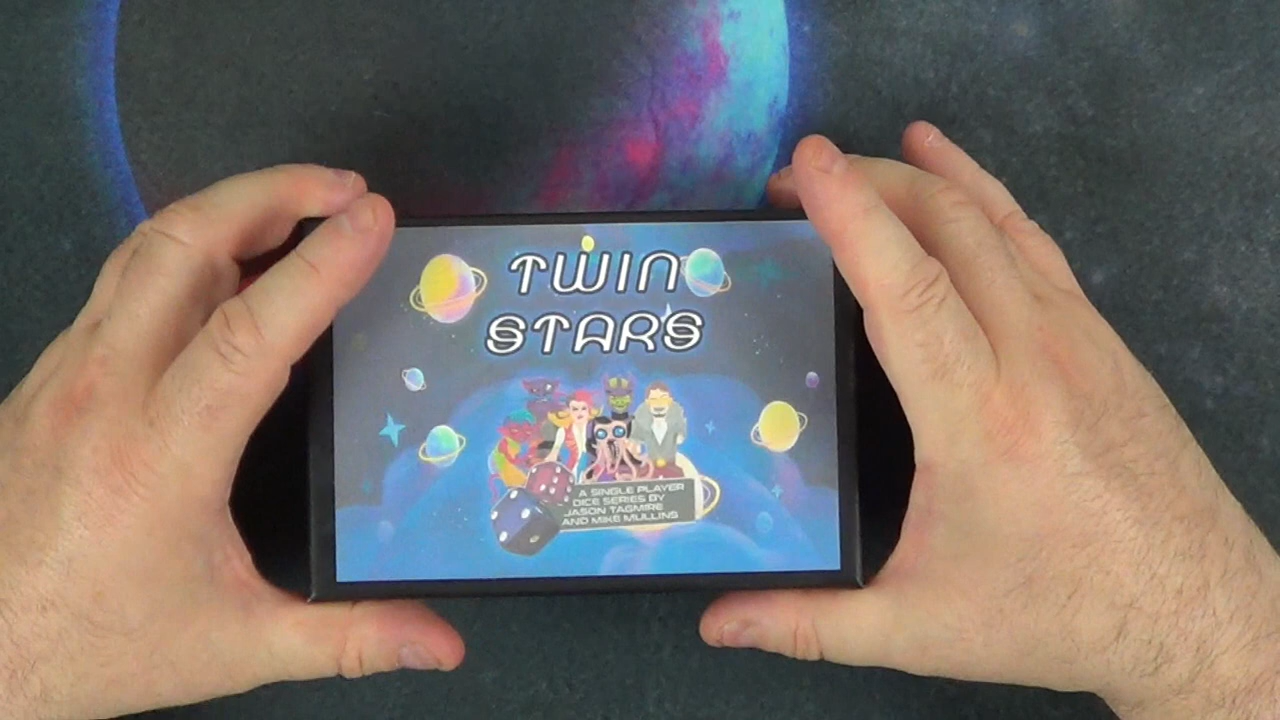 TWIN
STARS
A SINGLE PLAYER
DICE SERIES BY
JASON TAGMIRE
AND MIKE MULLINS